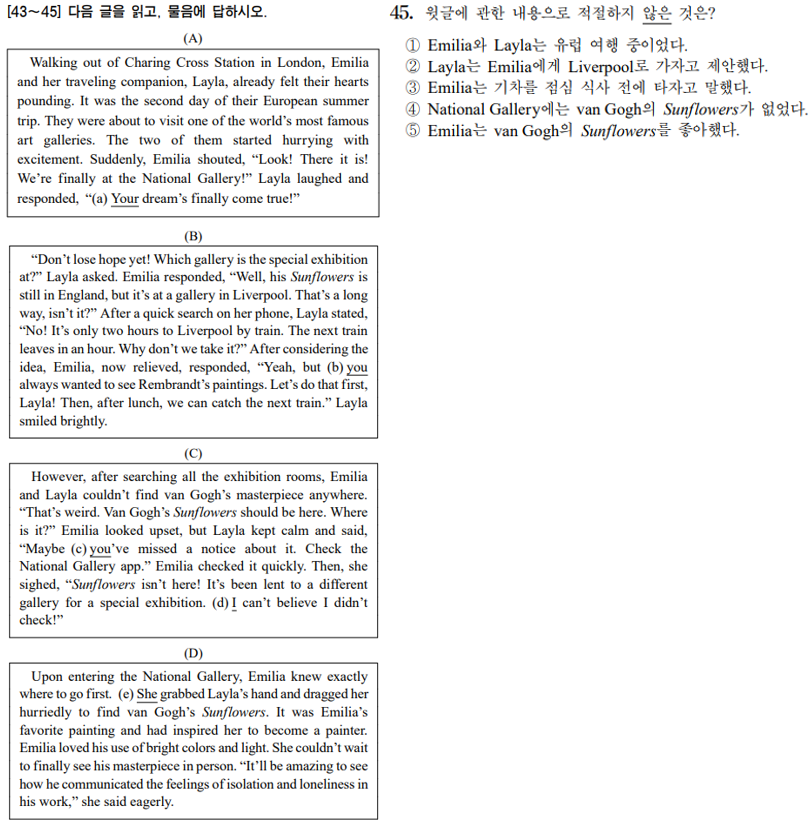 [43~45] 다음 글을 읽고, 물음에 답하시오.
(A)
Walking out of Charing Cross Station in London, Emilia
and her traveling companion, Layla, already felt their hearts
pounding. It was the second day of their European summer
trip. They were about to visit one of the world's most famous
art galleries. The two of them started hurrying with
excitement. Suddenly, Emilia shouted, “Look! There it is!
We're finally at the National Gallery!” Layla laughed and
responded, “(a) Your dream's finally come true!”
(B)
“Don't lose hope yet! Which gallery is the special exhibition
at?” Layla asked. Emilia responded, “Well, his Sunflowers is
still in England, but it's at a gallery in Liverpool. That's a long
way, isn't it?” After a quick search on her phone, Layla stated,
“No! It's only two hours to Liverpool by train. The next train
leaves in an hour. Why don't we take it?” After considering the
idea, Emilia, now relieved, responded, “Yeah, but (b) you
always wanted to see Rembrandt's paintings. Let's do that first,
Layla! Then, after lunch, we can catch the next train.” Layla
smiled brightly.
(C)
However, after searching all the exhibition rooms, Emilia
and Layla couldn't find van Gogh's masterpiece anywhere.
“That's weird. Van Gogh's Sunflowers should be here. Where
is it?” Emilia looked upset, but Layla kept calm and said,
“Maybe (c) you've missed a notice about it. Check the
National Gallery app.” Emilia checked it quickly. Then, she
sighed, “Sunflowers isn't here! It's been lent to a different
gallery for a special exhibition. (d) I can't believe I didn't
check!”
(D)
Upon entering the National Gallery, Emilia knew exactly
where to go first. (e) She grabbed Layla's hand and dragged her
hurriedly to find van Gogh's Sunflowers. It was Emilia's
favorite painting and had inspired her to become a painter.
Emilia loved his use of bright colors and light. She couldn't wait
to finally see his masterpiece in person. “It'll be amazing to see
how he communicated the feelings of isolation and loneliness in
his work,” she said eagerly.
45. 윗글에 관한 내용으로 적절하지 않은 것은?
① Emilia와 Layla는 유럽 여행 중이었다.
② Layla는 Emilia에게 Liverpool로 가자고 제안했다.
③ Emilia는 기차를 점심 식사 전에 타자고 말했다.
④ National Gallery에는 van Gogh의 Sunflowers가 없었다.
⑤ Emilia는 van Gogh의 Sunflowers를 좋아했다.